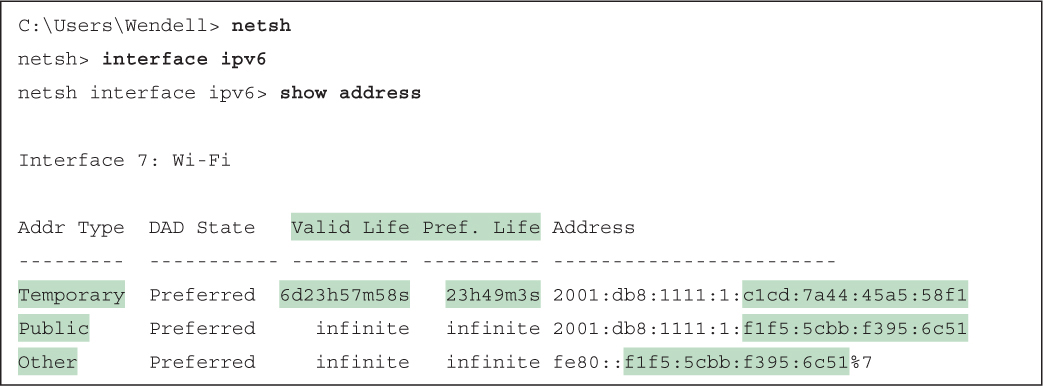 C:\Users\Wendell> netsh
netsh> interface ipv6
netsh interface ipv6> show address
Interface 7: Wi-Fi
Addr Type  DAD State   Valid Life Pref. Life Address
---------  ----------- ---------- ---------- ------------------------
Temporary  Preferred  6d23h57m58s   23h49m3s 2001:db8:1111:1:c1cd:7a44:45a5:58f1
Public     Preferred     infinite   infinite 2001:db8:1111:1:f1f5:5cbb:f395:6c51
Other      Preferred     infinite   infinite fe80::f1f5:5cbb:f395:6c51%7